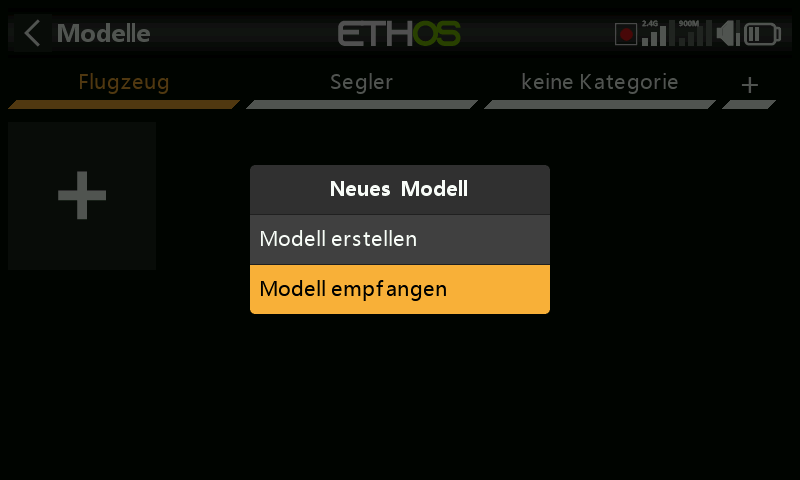 Modelle
ETHOS
2.4G
900M
Flugzeug
Segler
keine Kategorie
+
Neues Modell
Modell erstellen
Modell empfangen